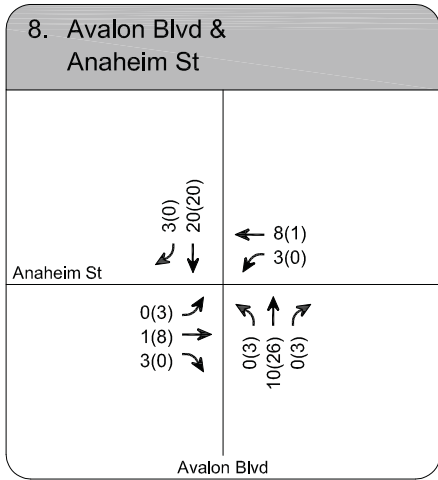 8. Avalon Blvd &
Anaheim St
3(0)
20(20)
8(1)
3(0)
Anaheim St
0(3)
1(8)
3(0)
0(3)
10(26)
0(3)
Avalon Blvd